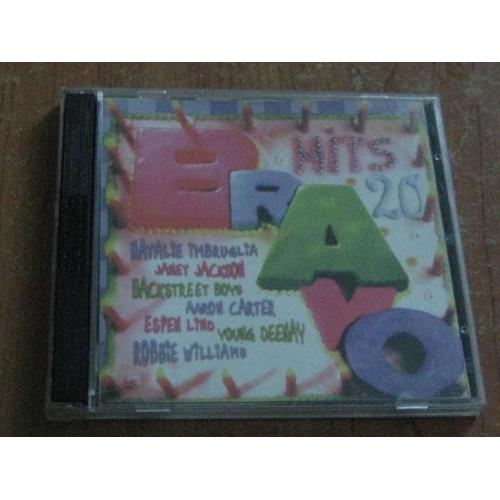 BRAVO
HITS
20
NATALIE IMBRUGLIA
JANET JACKSON
BACKSTREET BOYS
AARON CARTER
ESPEN LIND
YOUNG DEENAY
ROBBIE WILLIAMS